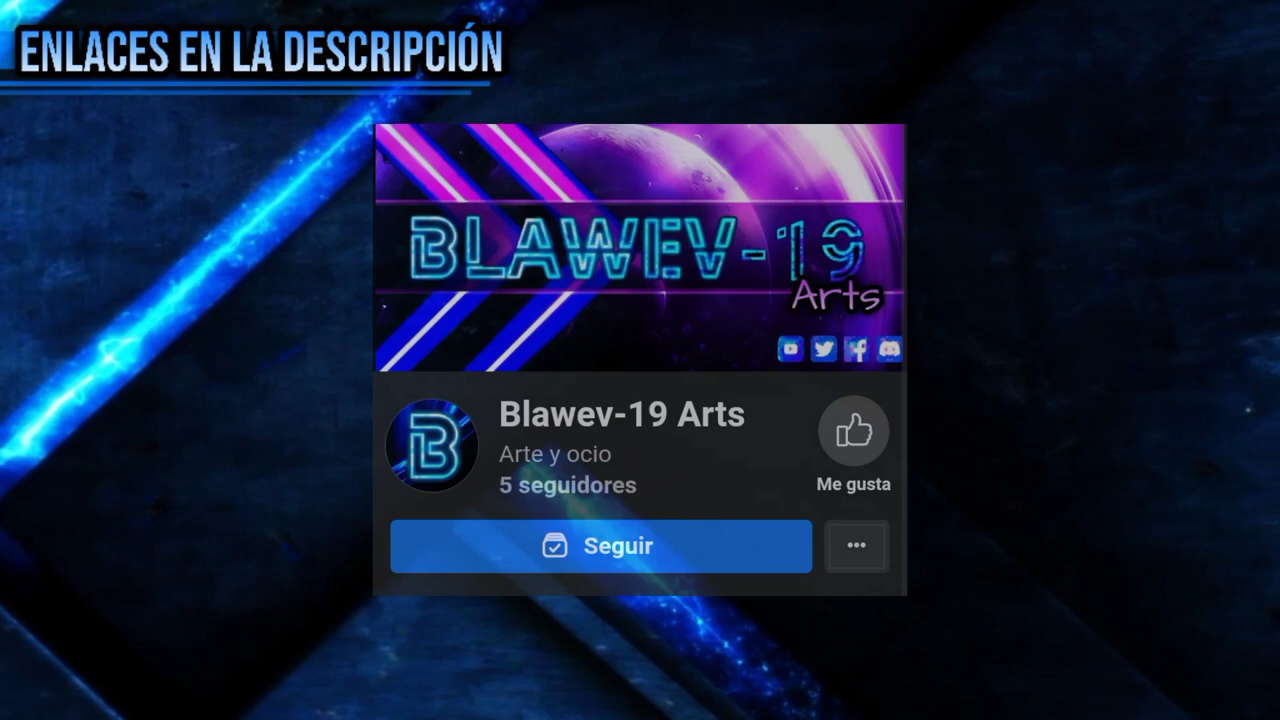 ENLACES EN LA DESCRIPCIÓN
BLAWEV-19
Arts
Blawev-19 Arts
Arte y ocio
5 seguidores
Me gusta
Seguir